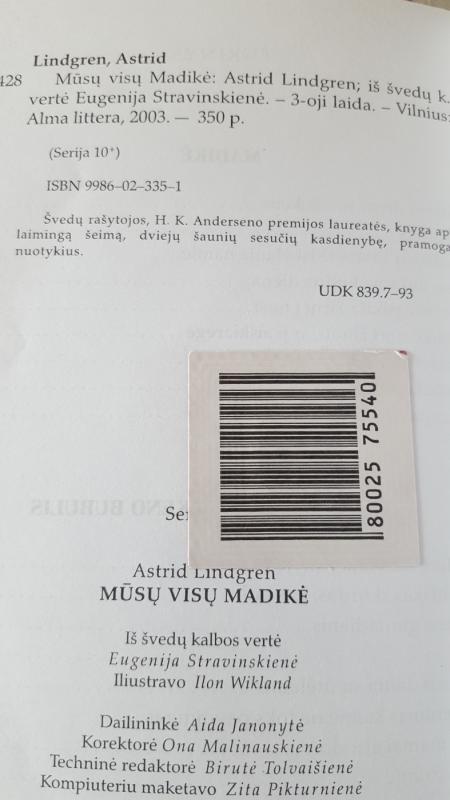 Lindgren, Astrid
Mūsų visų Madikė: Astrid Lindgren; iš švedų k.
vertė Eugenija Stravinskienė. – 3-oji laida. – Vilnius:
Alma littera, 2003. — 350 p.
(Serija 10⁺)
ISBN 9986–02–335–1
Švedų rašytojos, H. K. Anderseno premijos laureatės, knyga ap
laimingą šeimą, dviejų šaunių sesučių kasdienybę, pramoga
nuotykius.
UDK 839.7–93
80025 75540
Astrid Lindgren
MŪSŲ VISŲ MADIKĖ
Iš švedų kalbos vertė
Eugenija Stravinskienė
Iliustravo Ilon Wikland
Dailininkė Aida Janonytė
Korektorė Ona Malinauskienė
Techninė redaktorė Birutė Tolvaišienė
Kompiuteriu maketavo Zita Pikturnienė